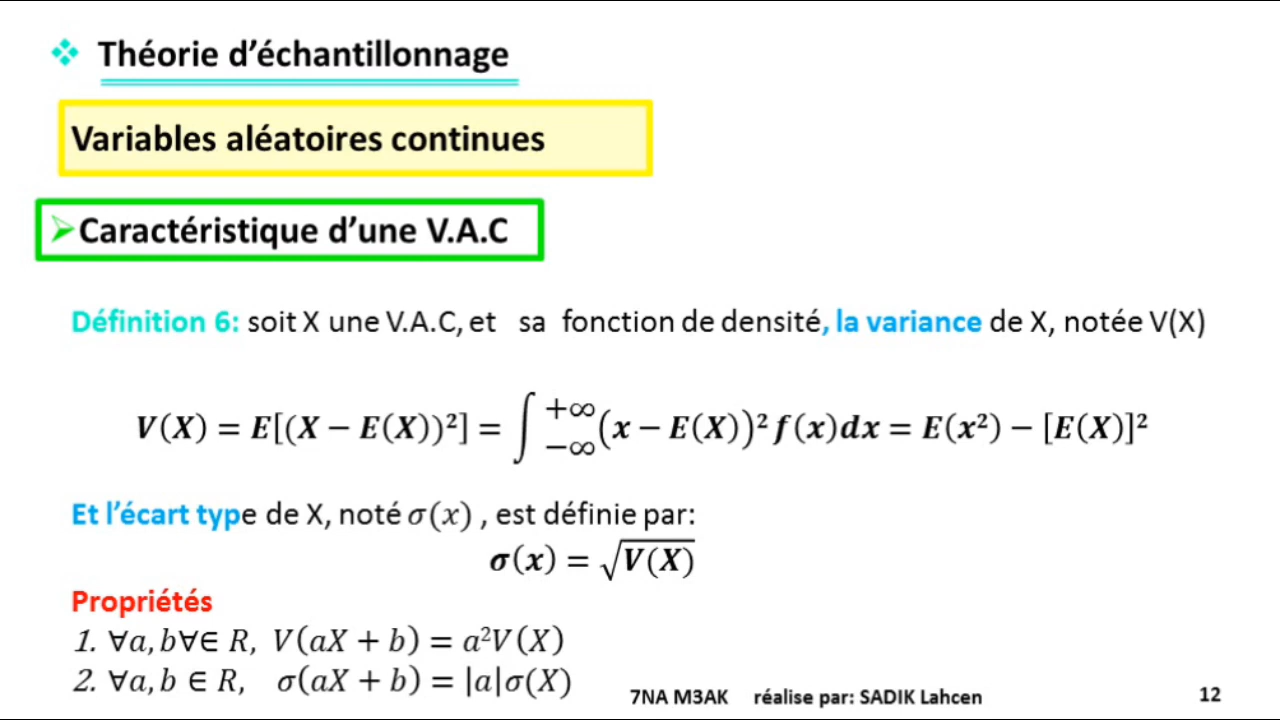 Théorie d'échantillonnage
Variables aléatoires continues
Caractéristique d'une V.A.C
Définition 6: soit X une V.A.C, et sa fonction de densité, la variance de X, notée V(X)
V(X) = E[(X − E(X))²] = ∫ +∞ −∞ (x − E(X))² f(x)dx = E(x²) − [E(X)]²
Et l'écart type de X, noté σ(x) , est définie par:
σ(x) = √V(X)
Propriétés
1. ∀a, b∀∈ R, V(aX + b) = a²V(X)
2. ∀a, b ∈ R, σ(aX + b) = |a|σ(X)
7NA M3AK réalise par: SADIK Lahcen 12